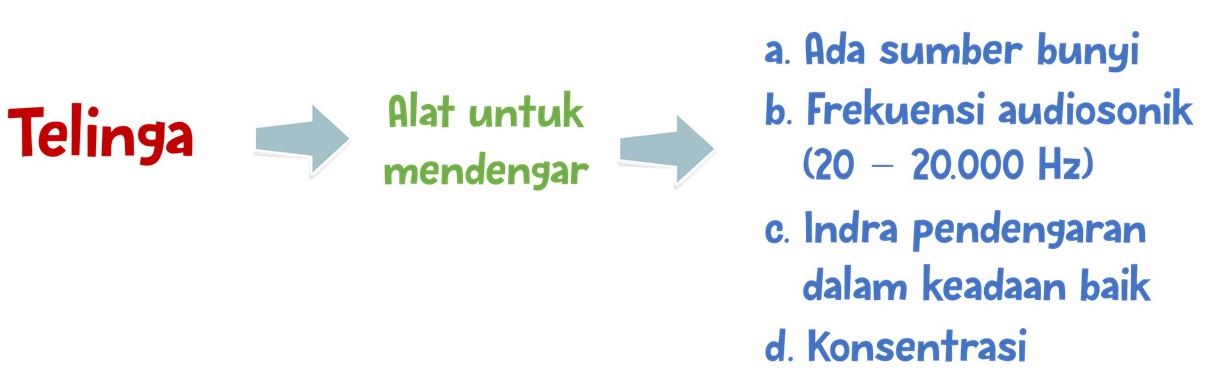 Telinga
Alat untuk
mendengar
a. Ada sumber bunyi
b. Frekuensi audiosonik
(20 – 20.000 Hz)
c. Indra pendengaran
dalam keadaan baik
d. Konsentrasi